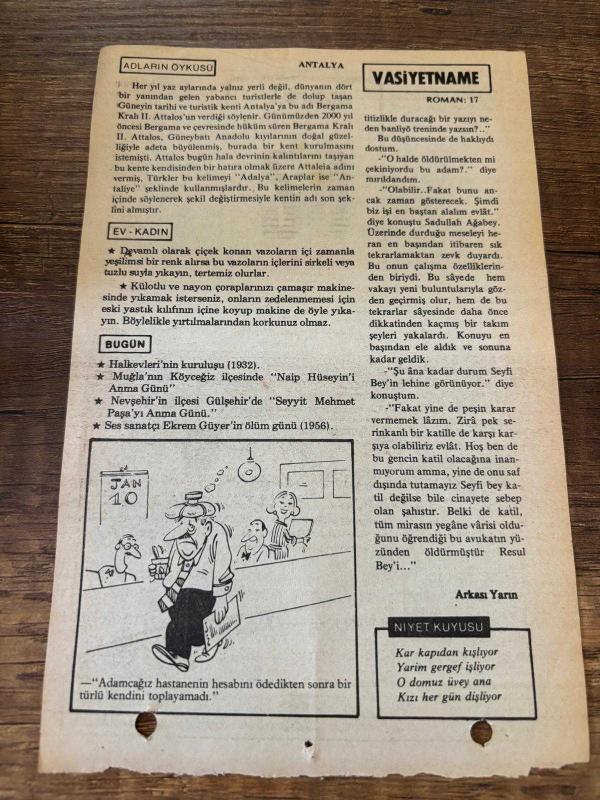 ADLARIN ÖYKÜSÜ
ANTALYA
Her yıl yaz aylarında yalnız yerli değil, dünyanın dört
bir yanından gelen yabancı turistlerle de dolup taşan
Güneyin tarihi ve turistik kenti Antalya'ya bu adı Bergama
Kralı II. Attalos'un verdiği söylenir. Günümüzden 2000 yıl
öncesi Bergama ve çevresinde hüküm süren Bergama Kralı
II. Attalos, Güneybatı Anadolu kıyılarının doğal güzel-
liğiyle adeta büyülenmiş, burada bir kent kurulmasını
istemişti. Attalos bugün hala devrinin kalıntılarını taşıyan
bu kente kendisinden bir hatıra olmak üzere Attaleia adını
vermiş. Türkler bu kelimeyi "Adalya", Araplar ise "An-
taliye" şeklinde kullanmışlardır. Bu kelimelerin zaman
içinde söylenerek şekil değiştirmesiyle kentin adı son şek-
lini almıştır.
EV - KADIN
★ Devamlı olarak çiçek konan vazoların içi zamanla
yeşilimsi bir renk alırsa bu vazoların içlerini sirkeli veya
tuzlu suyla yıkayın, tertemiz olurlar.
★ Külotlu ve nayon çoraplarınızı çamaşır makine-
sinde yıkamak isterseniz, onların zedelenmemesi için
eski yastık kılıfının içine koyup makine de öyle yıka-
yın. Böylelikle yırtılmalarından korkunuz olmaz.
BUGÜN
★ Halkevleri'nin kuruluşu (1932).
★ Muğla'nın Köyceğiz ilçesinde "Naip Hüseyin'i
Anma Günü"
★ Nevşehir'in ilçesi Gülşehir'de "Seyyit Mehmet
Paşa'yı Anma Günü."
★ Ses sanatçı Ekrem Güyer'in ölüm günü (1956).
JAN
10
—"Adamcağız hastanenin hesabını ödedikten sonra bir
türlü kendini toplayamadı."
VASİYETNAME
ROMAN: 17
titizlikle duracağı bir yazıyı ne-
den banliyö treninde yazsın?.."
Bu düşüncesinde de haklıydı
dostum.
-"O halde öldürülmekten mi
çekiniyordu bu adam?." diye
mırıldandım.
-"Olabilir..Fakat bunu an-
cak zaman gösterecek. Şimdi
biz işi en baştan alalım evlât."
diye konuştu Sadullah Ağabey.
Üzerinde durduğu meseleyi he-
ran en başından itibaren sık
tekrarlamaktan zevk duyardı.
Bu onun çalışma özelliklerin-
den biriydi. Bu sâyede hem
vakayı yeni buluntularıyla göz-
den geçirmiş olur, hem de bu
tekrarlar sâyesinde daha önce
dikkatinden kaçmış bir takım
şeyleri yakalardı. Konuyu en
başından ele aldık ve sonuna
kadar geldik.
-"Şu âna kadar durum Seyfi
Bey'in lehine görünüyor." diye
konuştum.
-"Fakat yine de peşin karar
vermemek lâzım. Zirâ pek se-
rinkanlı bir katille de karşı kar-
şıya olabiliriz evlât. Hoş ben de
bu gencin katil olacağına inan-
mıyorum amma, yine de onu saf
dışında tutamayız Seyfi bey ka-
til değilse bile cinayete sebep
olan şahıstır. Belki de katil,
tüm mirasın yegâne vârisi oldu-
ğunu öğrendiği bu avukatın yü-
zünden öldürmüştür Resul
Bey'i..."
Arkası Yarın
NİYET KUYUSU
Kar kapıdan kışlıyor
Yarim gergef işliyor
O domuz üvey ana
Kızı her gün dişliyor